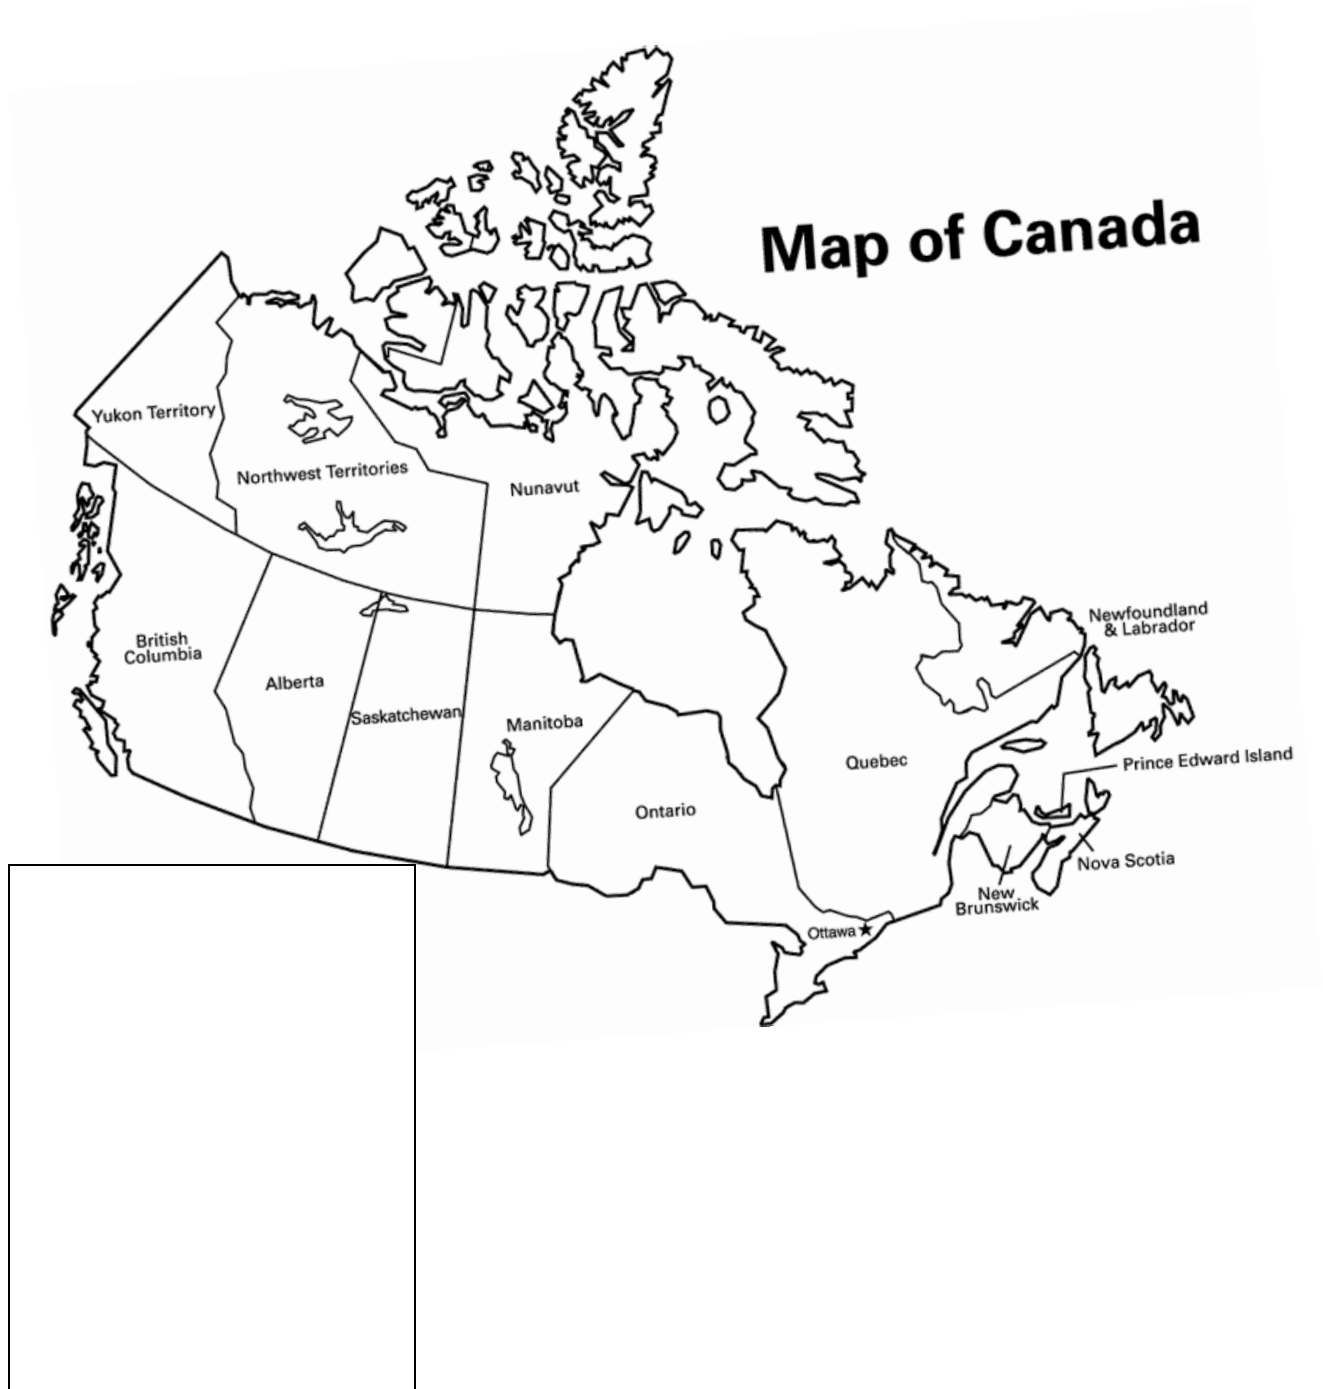 Map of Canada
Yukon Territory
Northwest Territories
Nunavut
British
Columbia
Alberta
Saskatchewan
Manitoba
Ontario
Quebec
Newfoundland
& Labrador
Prince Edward Island
Nova Scotia
New
Brunswick
Ottawa